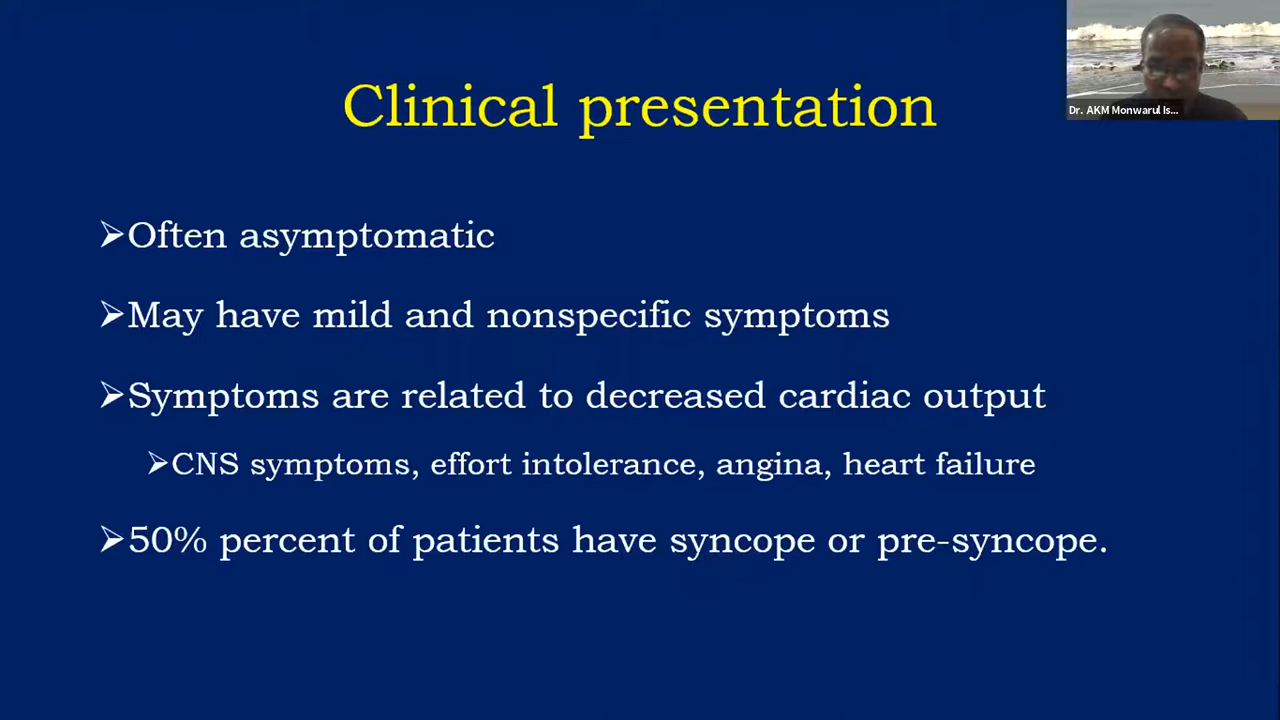 Clinical presentation
Dr. AKM Monwarul Is...
➢Often asymptomatic
➢May have mild and nonspecific symptoms
➢Symptoms are related to decreased cardiac output
➢CNS symptoms, effort intolerance, angina, heart failure
➢50% percent of patients have syncope or pre-syncope.